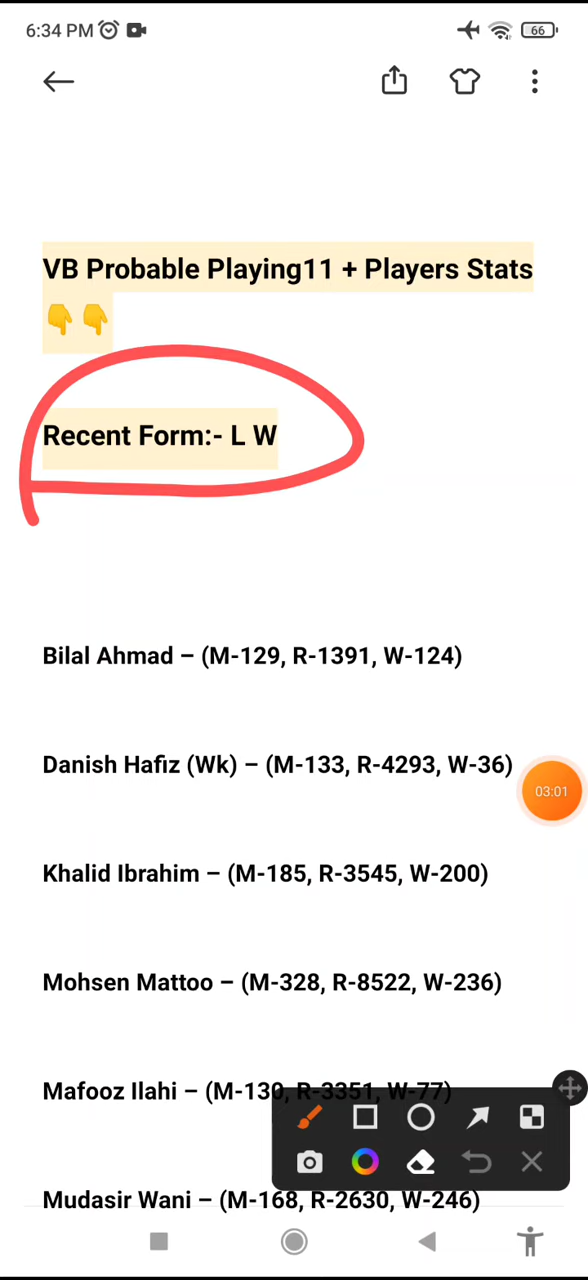 6:34 PM
66
VB Probable Playing11 + Players Stats
👇👇
Recent Form:- L W
Bilal Ahmad – (M-129, R-1391, W-124)
Danish Hafiz (Wk) – (M-133, R-4293, W-36)
03:01
Khalid Ibrahim – (M-185, R-3545, W-200)
Mohsen Mattoo – (M-328, R-8522, W-236)
Mafooz Ilahi – (M-130, R-3351, W-77)
Mudasir Wani – (M-168, R-2630, W-246)